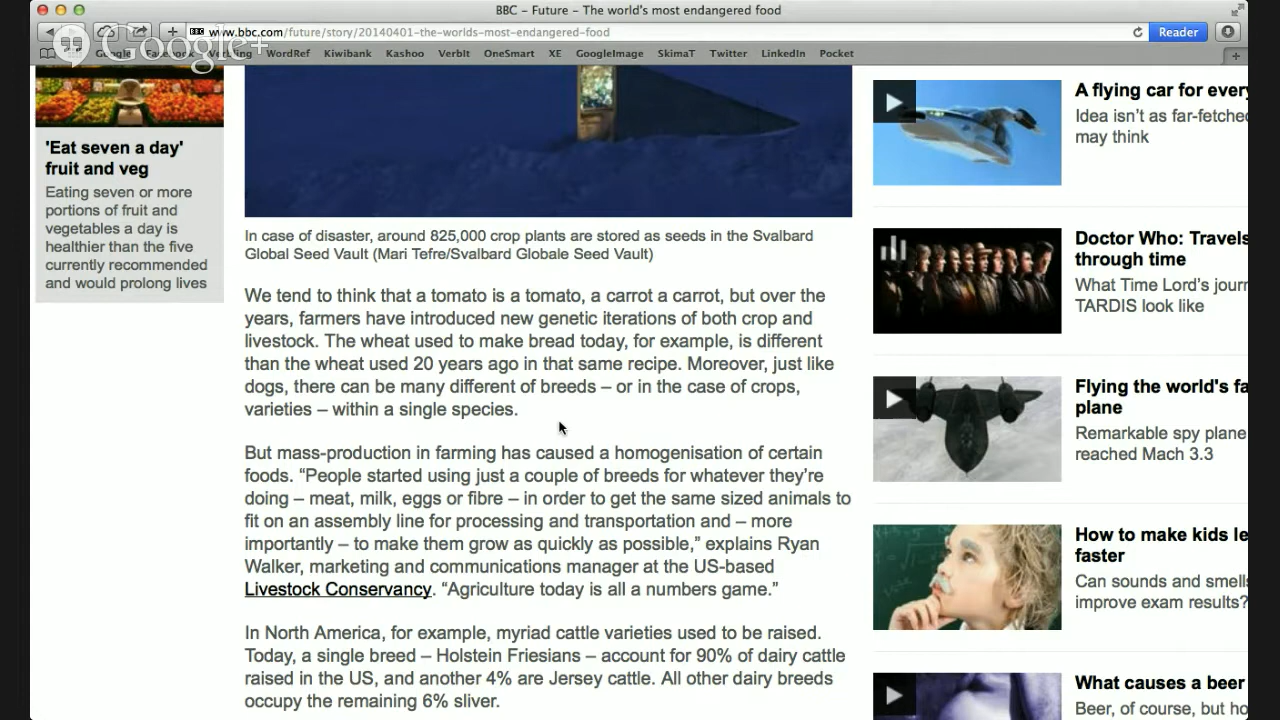 BBC – Future – The world's most endangered food
Google+
www.bbc.com/future/story/20140401-the-worlds-most-endangered-food
Reader
Google
WordRef Kiwibank Kashoo Verblt OneSmart XE GoogleImage SkimaT Twitter LinkedIn Pocket
'Eat seven a day'
fruit and veg
Eating seven or more
portions of fruit and
vegetables a day is
healthier than the five
currently recommended
and would prolong lives
In case of disaster, around 825,000 crop plants are stored as seeds in the Svalbard
Global Seed Vault (Mari Tefre/Svalbard Globale Seed Vault)
We tend to think that a tomato is a tomato, a carrot a carrot, but over the
years, farmers have introduced new genetic iterations of both crop and
livestock. The wheat used to make bread today, for example, is different
than the wheat used 20 years ago in that same recipe. Moreover, just like
dogs, there can be many different of breeds – or in the case of crops,
varieties – within a single species.
But mass-production in farming has caused a homogenisation of certain
foods. “People started using just a couple of breeds for whatever they’re
doing – meat, milk, eggs or fibre – in order to get the same sized animals to
fit on an assembly line for processing and transportation and – more
importantly – to make them grow as quickly as possible,” explains Ryan
Walker, marketing and communications manager at the US-based
Livestock Conservancy. “Agriculture today is all a numbers game.”
In North America, for example, myriad cattle varieties used to be raised.
Today, a single breed – Holstein Friesians – account for 90% of dairy cattle
raised in the US, and another 4% are Jersey cattle. All other dairy breeds
occupy the remaining 6% sliver.
A flying car for every
Idea isn’t as far-fetched
may think
Doctor Who: Travels
through time
What Time Lord’s jour
TARDIS look like
Flying the world's fa
plane
Remarkable spy plane
reached Mach 3.3
How to make kids le
faster
Can sounds and smells
improve exam results?
What causes a beer
Beer, of course, but ho